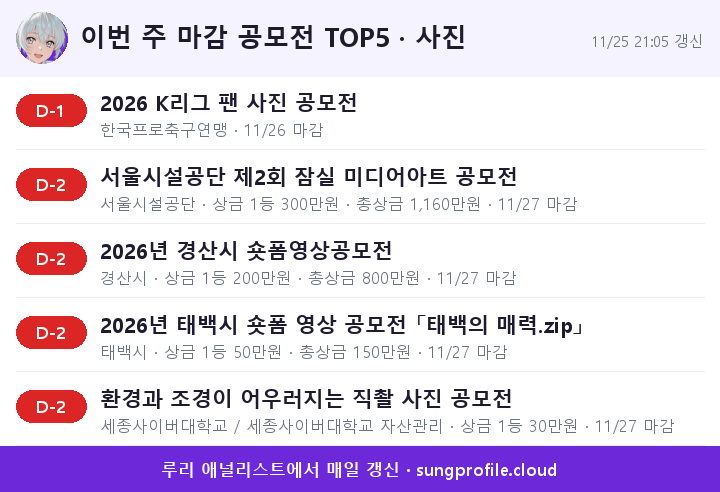 이번 주 마감 공모전 TOP5 · 사진
11/25 21:05 갱신
D-1
2026 K리그 팬 사진 공모전
한국프로축구연맹 · 11/26 마감
D-2
서울시설공단 제2회 잠실 미디어아트 공모전
서울시설공단 · 상금 1등 300만원 · 총상금 1,160만원 · 11/27 마감
D-2
2026년 경산시 숏폼영상공모전
경산시 · 상금 1등 200만원 · 총상금 800만원 · 11/27 마감
D-2
2026년 태백시 숏폼 영상 공모전 「태백의 매력.zip」
태백시 · 상금 1등 50만원 · 총상금 150만원 · 11/27 마감
D-2
환경과 조경이 어우러지는 직촬 사진 공모전
세종사이버대학교 / 세종사이버대학교 자산관리 · 상금 1등 30만원 · 11/27 마감
루리 애널리스트에서 매일 갱신 · sungprofile.cloud